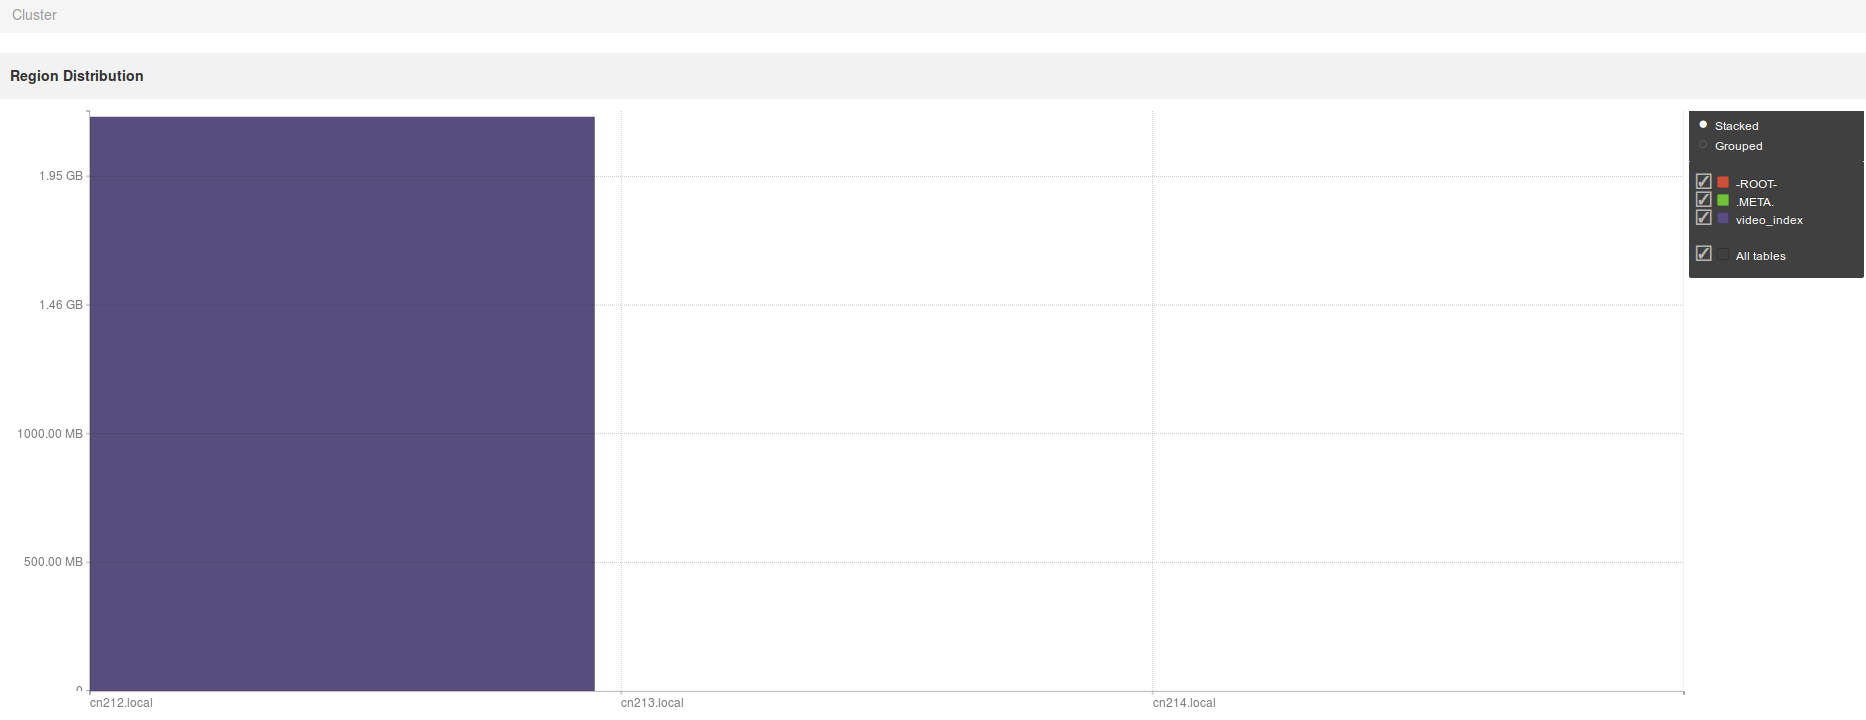 Cluster
Region Distribution
1.95 GB
1.46 GB
1000.00 MB
500.00 MB
0
cn212.local
cn213.local
cn214.local
Stacked
Grouped
-ROOT-
.META.
video_index
All tables